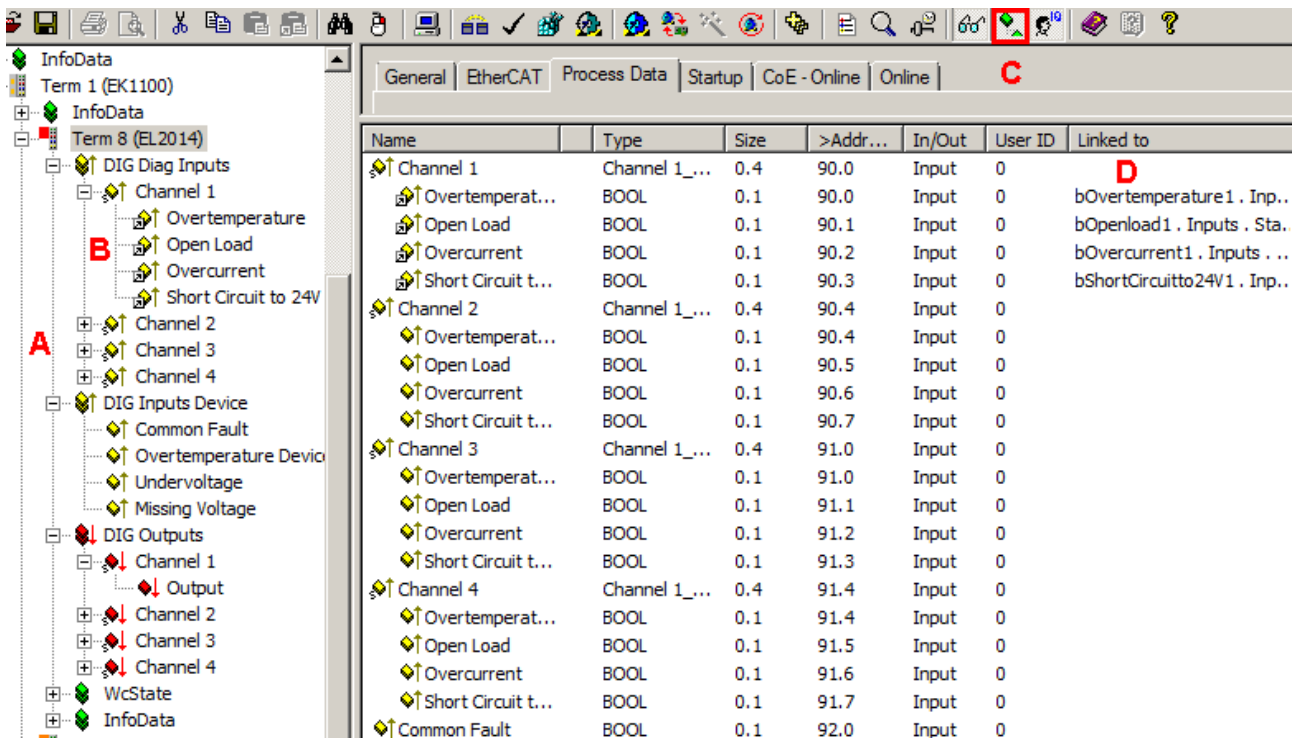 IQ
InfoData
Term 1 (EK1100)
InfoData
Term 8 (EL2014)
DIG Diag Inputs
Channel 1
Overtemperature
Open Load
Overcurrent
Short Circuit to 24V
Channel 2
Channel 3
Channel 4
DIG Inputs Device
Common Fault
Overtemperature Devic
Undervoltage
Missing Voltage
DIG Outputs
Channel 1
Output
Channel 2
Channel 3
Channel 4
WcState
InfoData
A
B
General EtherCAT Process Data Startup CoE - Online Online
C
Name Type Size >Addr... In/Out User ID Linked to
D
Channel 1 Channel 1_... 0.4 90.0 Input 0
Overtemperat... BOOL 0.1 90.0 Input 0 bOvertemperature1 . Inp..
Open Load BOOL 0.1 90.1 Input 0 bOpenload1 . Inputs . Sta..
Overcurrent BOOL 0.1 90.2 Input 0 bOvercurrent1 . Inputs . ...
Short Circuit t... BOOL 0.1 90.3 Input 0 bShortCircuitto24V1 . Inp..
Channel 2 Channel 1_... 0.4 90.4 Input 0
Overtemperat... BOOL 0.1 90.4 Input 0
Open Load BOOL 0.1 90.5 Input 0
Overcurrent BOOL 0.1 90.6 Input 0
Short Circuit t... BOOL 0.1 90.7 Input 0
Channel 3 Channel 1_... 0.4 91.0 Input 0
Overtemperat... BOOL 0.1 91.0 Input 0
Open Load BOOL 0.1 91.1 Input 0
Overcurrent BOOL 0.1 91.2 Input 0
Short Circuit t... BOOL 0.1 91.3 Input 0
Channel 4 Channel 1_... 0.4 91.4 Input 0
Overtemperat... BOOL 0.1 91.4 Input 0
Open Load BOOL 0.1 91.5 Input 0
Overcurrent BOOL 0.1 91.6 Input 0
Short Circuit t... BOOL 0.1 91.7 Input 0
Common Fault BOOL 0.1 92.0 Input 0